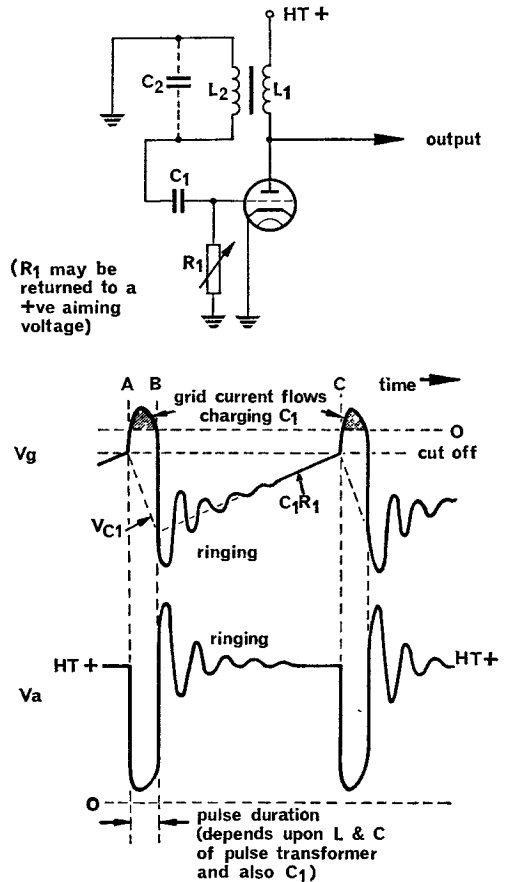 HT +
C2
L2
L1
output
C1
R1
(R1 may be
returned to a
+ve aiming
voltage)
A
B
C
time
grid current flows
charging C1
O
Vg
cut off
VC1
C1R1
ringing
ringing
HT +
HT+
Va
O
pulse duration
(depends upon L & C
of pulse transformer
and also C1)